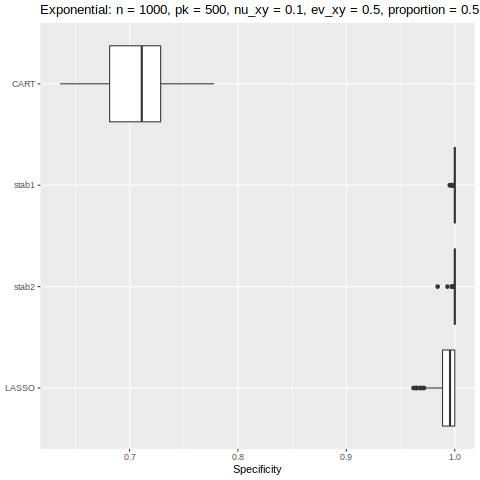 Exponential: n = 1000, pk = 500, nu_xy = 0.1, ev_xy = 0.5, proportion = 0.5
CART
stab1
stab2
LASSO
0.7 0.8 0.9 1.0
Specificity